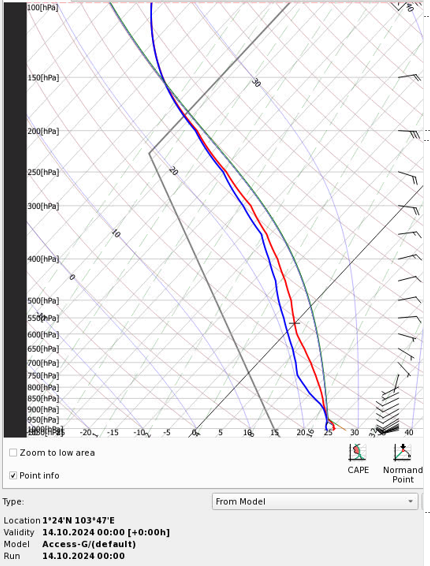 100[hPa]
40
150[hPa]
30
200[hPa]
20
250[hPa]
300[hPa]
10
400[hPa]
0
500[hPa]
550[hPa]
600[hPa]
650[hPa]
700[hPa]
750[hPa]
800[hPa]
850[hPa]
900[hPa]
950[hPa]
-20 -15 -10 -5 0 5 10 15 20 25 30 35 40
Zoom to low area
Point info
CAPE
Normand
Point
Type:
From Model
Location 1°24'N 103°47'E
Validity 14.10.2024 00:00 [+0:00h]
Model Access-G/(default)
Run 14.10.2024 00:00